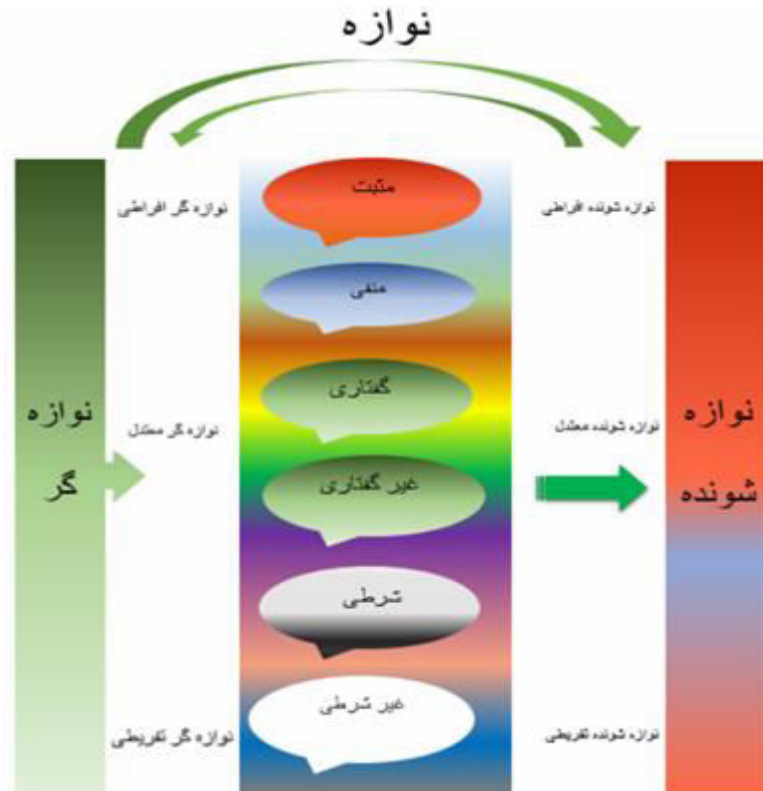 نوازه
مثبت
نوازه شونده افراطی
نوازه گر افراطی
منفی
گفتاری
نوازه
شونده
نوازه شونده معتدل
نوازه گر معتدل
نوازه
گر
غیر گفتاری
شرطی
غیر شرطی
نوازه شونده تفریطی
نوازه گر تفریطی